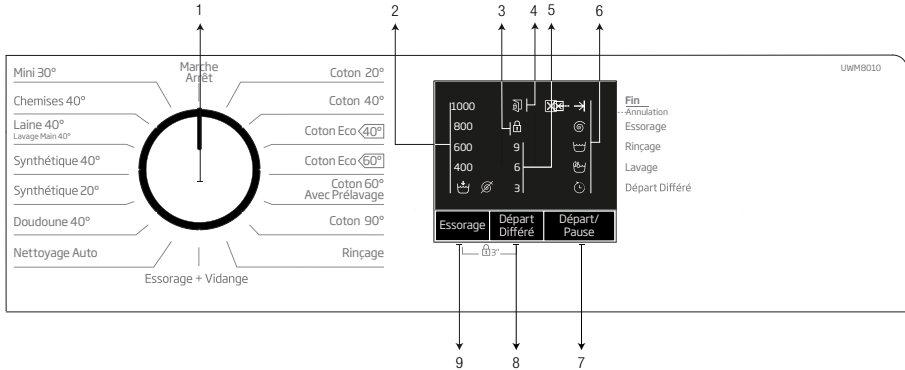 1
2
3
4
5
6
UWM8010
Marche
Arrêt
Mini 30°
Chemises 40°
Laine 40°
Lavage Main 40°
Synthétique 40°
Synthétique 20°
Doudoune 40°
Nettoyage Auto
Essorage + Vidange
Coton 20°
Coton 40°
Coton Eco 40°
Coton Eco 60°
Coton 60°
Avec Prélavage
Coton 90°
Rinçage
1000
800
600
400
9
6
3
Fin
Annulation
Essorage
Rinçage
Lavage
Départ Différé
Essorage
Départ
Différé
Départ/
Pause
3"
9
8
7